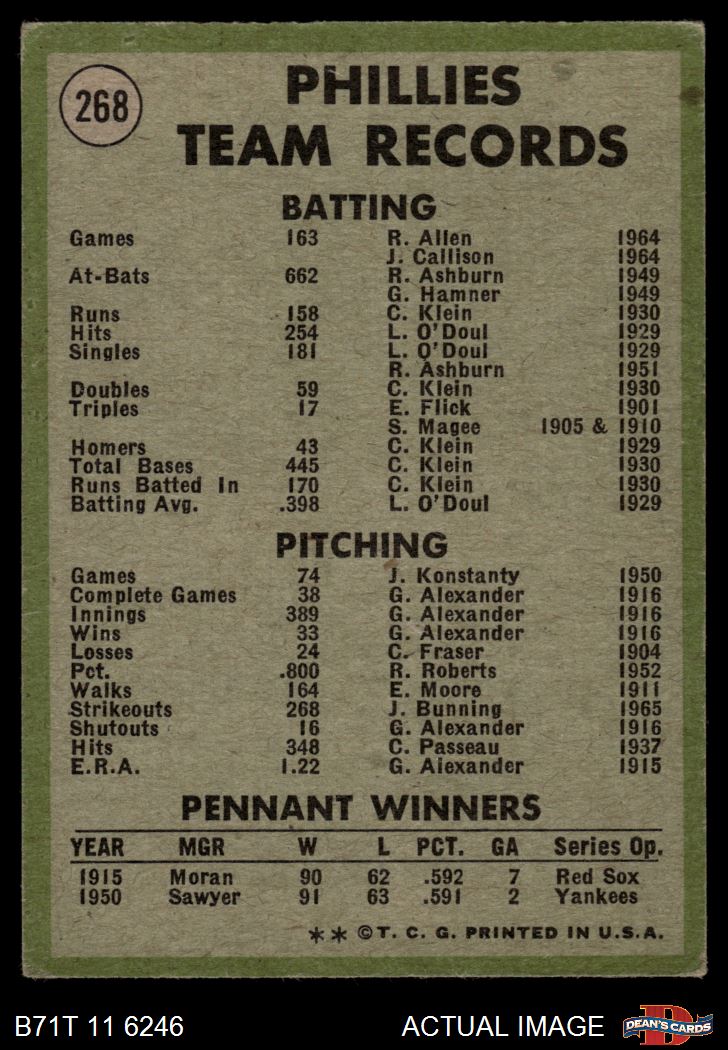 268
PHILLIES
TEAM RECORDS
BATTING
Games 163 R. Allen 1964
J. Callison 1964
At-Bats 662 R. Ashburn 1949
G. Hamner 1949
Runs 158 C. Klein 1930
Hits 254 L. O'Doul 1929
Singles 181 L. O'Doul 1929
R. Ashburn 1951
Doubles 59 C. Klein 1930
Triples 17 E. Flick 1901
S. Magee 1905 & 1910
Homers 43 C. Klein 1929
Total Bases 445 C. Klein 1930
Runs Batted In 170 C. Klein 1930
Batting Avg. .398 L. O'Doul 1929
PITCHING
Games 74 J. Konstanty 1950
Complete Games 38 G. Alexander 1916
Innings 389 G. Alexander 1916
Wins 33 G. Alexander 1916
Losses 24 C. Fraser 1904
Pct. .800 R. Roberts 1952
Walks 164 E. Moore 1911
Strikeouts 268 J. Bunning 1965
Shutouts 16 G. Alexander 1916
Hits 348 C. Passeau 1937
E.R.A. 1.22 G. Alexander 1915
PENNANT WINNERS
YEAR MGR W L PCT. GA Series Op.
1915 Moran 90 62 .592 7 Red Sox
1950 Sawyer 91 63 .591 2 Yankees
** ©T. C. G. PRINTED IN U.S.A.
B71T 11 6246 ACTUAL IMAGE D DEAN'S CARDS